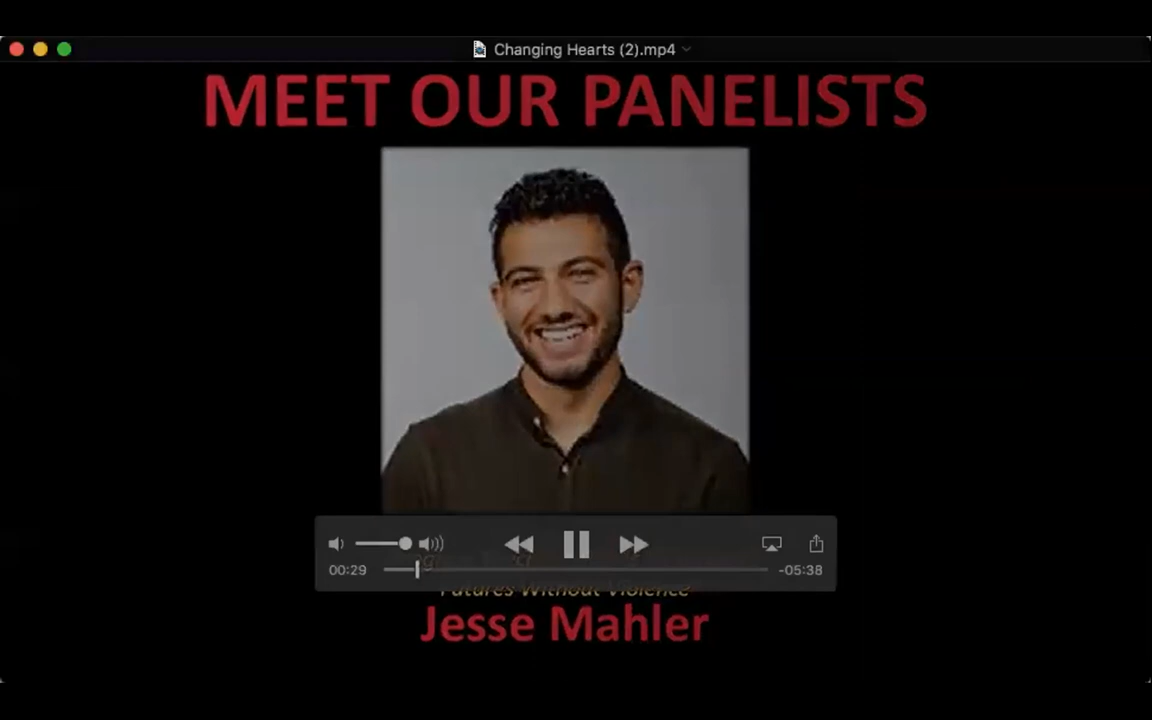 Changing Hearts (2).mp4
MEET OUR PANELISTS
00:29
-05:38
Futures Without Violence
Jesse Mahler